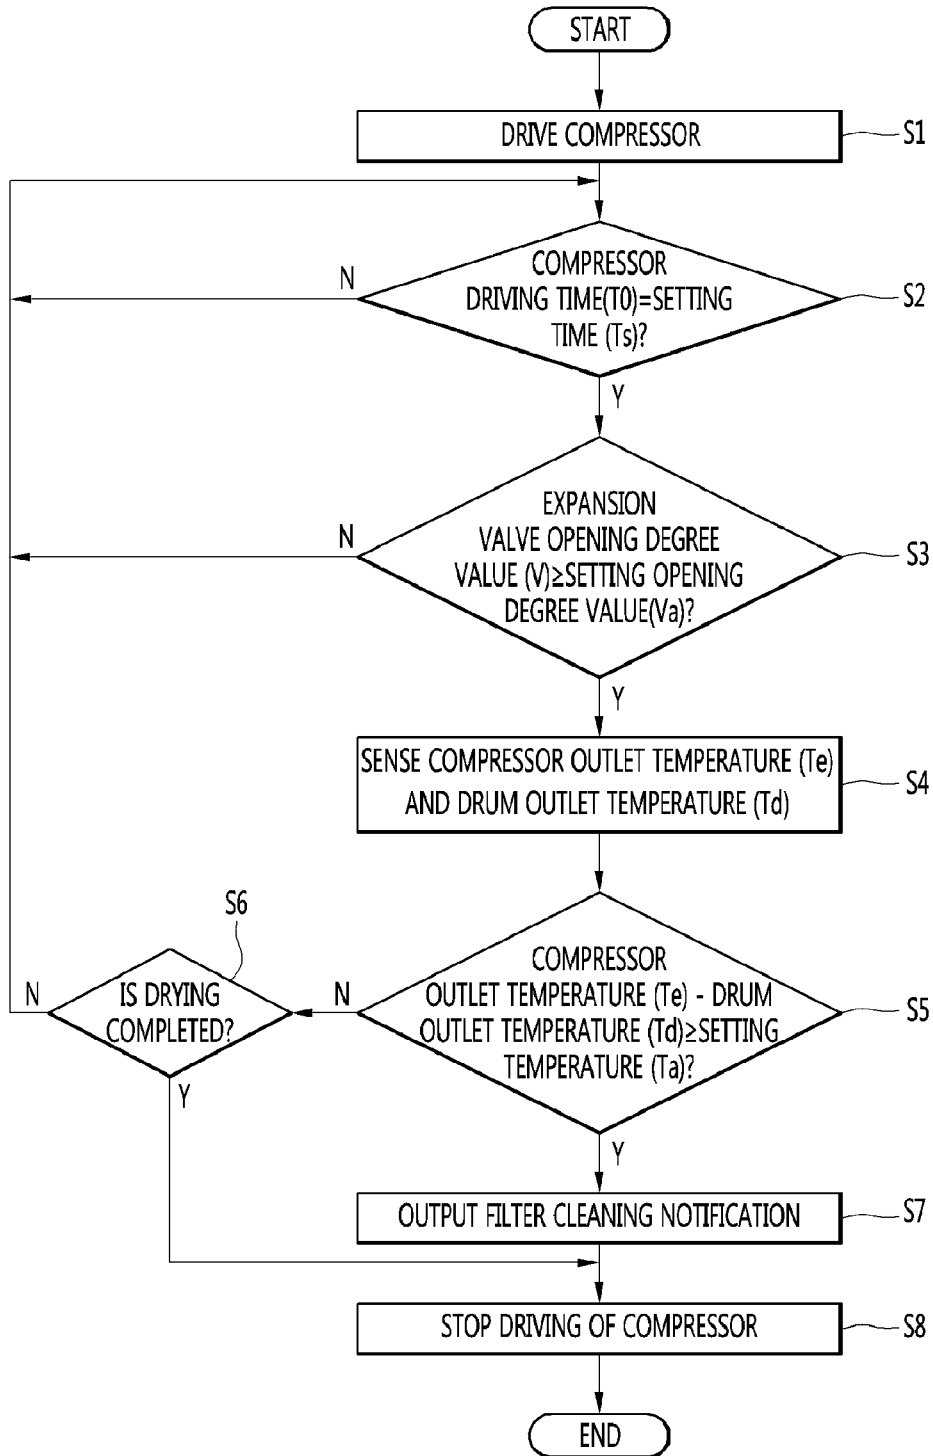 START
DRIVE COMPRESSOR
S1
COMPRESSOR
DRIVING TIME(T0)=SETTING
TIME (Ts)?
N
S2
Y
EXPANSION
VALVE OPENING DEGREE
VALUE (V)≥SETTING OPENING
DEGREE VALUE(Va)?
N
S3
Y
SENSE COMPRESSOR OUTLET TEMPERATURE (Te)
AND DRUM OUTLET TEMPERATURE (Td)
S4
S6
IS DRYING
COMPLETED?
N
Y
COMPRESSOR
OUTLET TEMPERATURE (Te) - DRUM
OUTLET TEMPERATURE (Td)≥SETTING
TEMPERATURE (Ta)?
N
S5
Y
OUTPUT FILTER CLEANING NOTIFICATION
S7
STOP DRIVING OF COMPRESSOR
S8
END